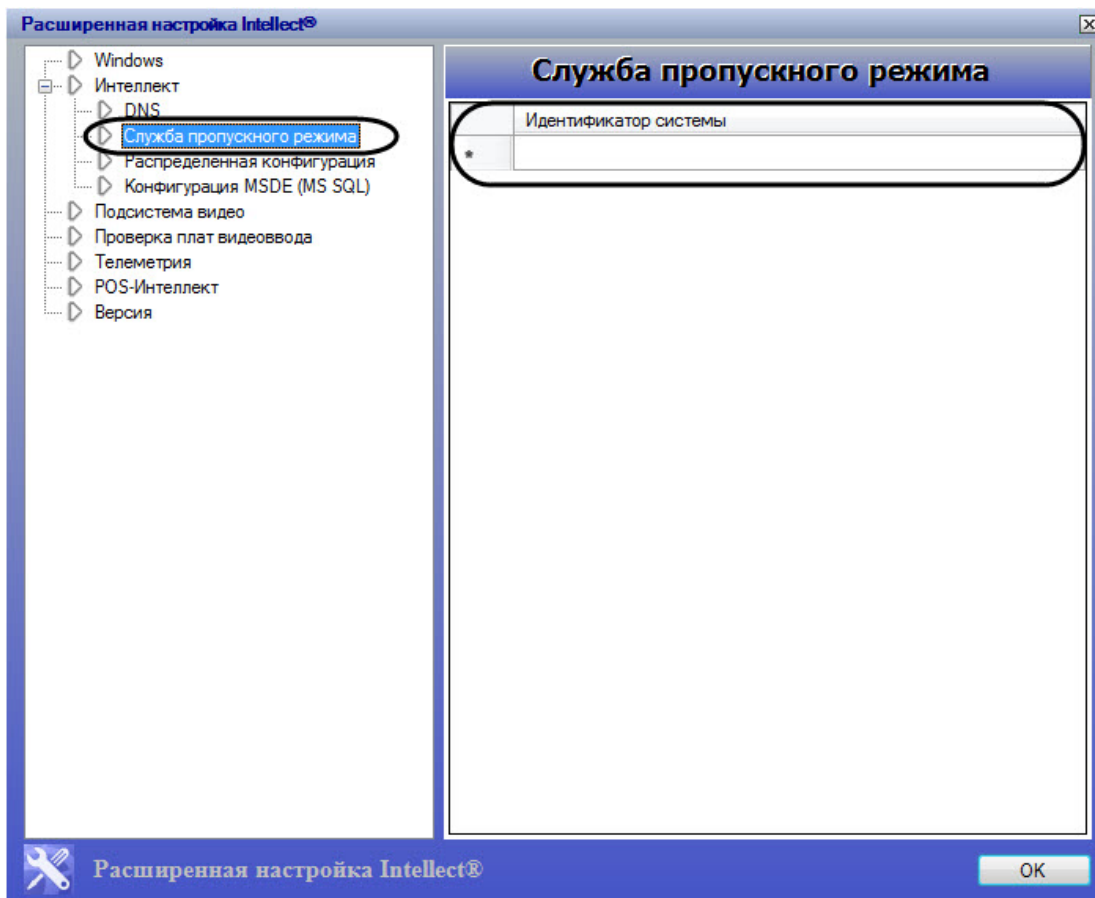 Расширенная настройка Intellect®
Windows
Интеллект
DNS
Служба пропускного режима
Распределенная конфигурация
Конфигурация MSDE (MS SQL)
Подсистема видео
Проверка плат видеоввода
Телеметрия
POS-Интеллект
Версия
Служба пропускного режима
Идентификатор системы
*
Расширенная настройка Intellect®
OK